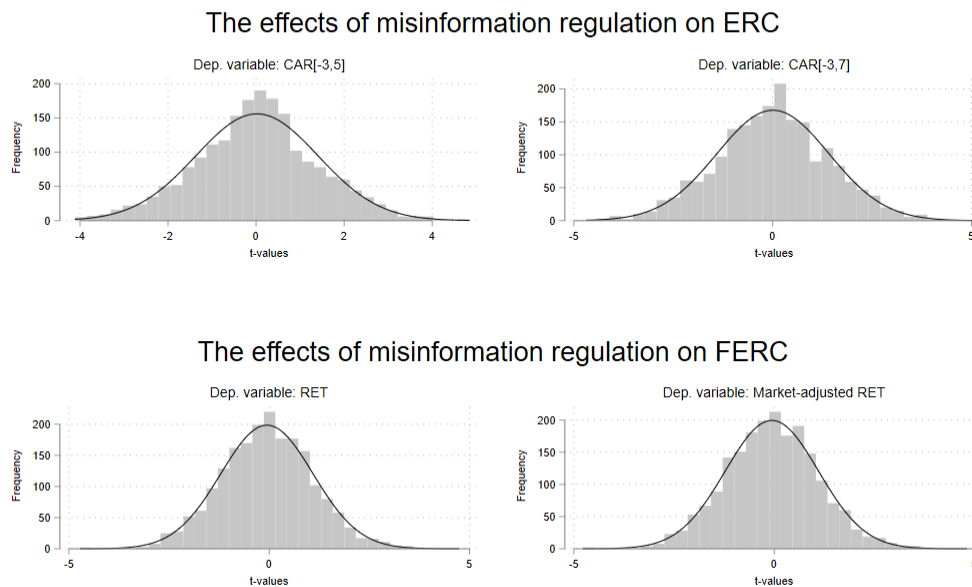 The effects of misinformation regulation on ERC
Dep. variable: CAR[-3,5]
Frequency
200
150
100
50
0
-4
-2
0
2
4
t-values
Dep. variable: CAR[-3,7]
Frequency
200
150
100
50
0
-5
0
5
t-values
The effects of misinformation regulation on FERC
Dep. variable: RET
Frequency
200
150
100
50
0
-5
0
5
t-values
Dep. variable: Market-adjusted RET
Frequency
200
150
100
50
0
-5
0
5
t-values